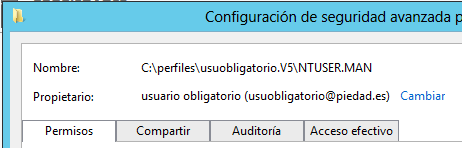 Configuración de seguridad avanzada p
Nombre: C:\perfiles\usuobligatorio.V5\NTUSER.MAN
Propietario: usuario obligatorio (usuobligatorio@piedad.es) Cambiar
Permisos Compartir Auditoría Acceso efectivo